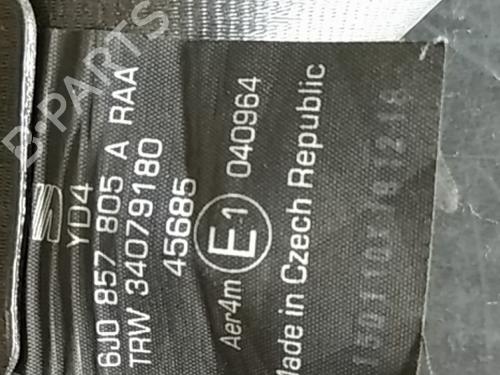 B-PARTS
YD4
6J0 857 805 A RAA
TRW 34079180
45685
Aer4m E1 040964
Made in Czech Republic